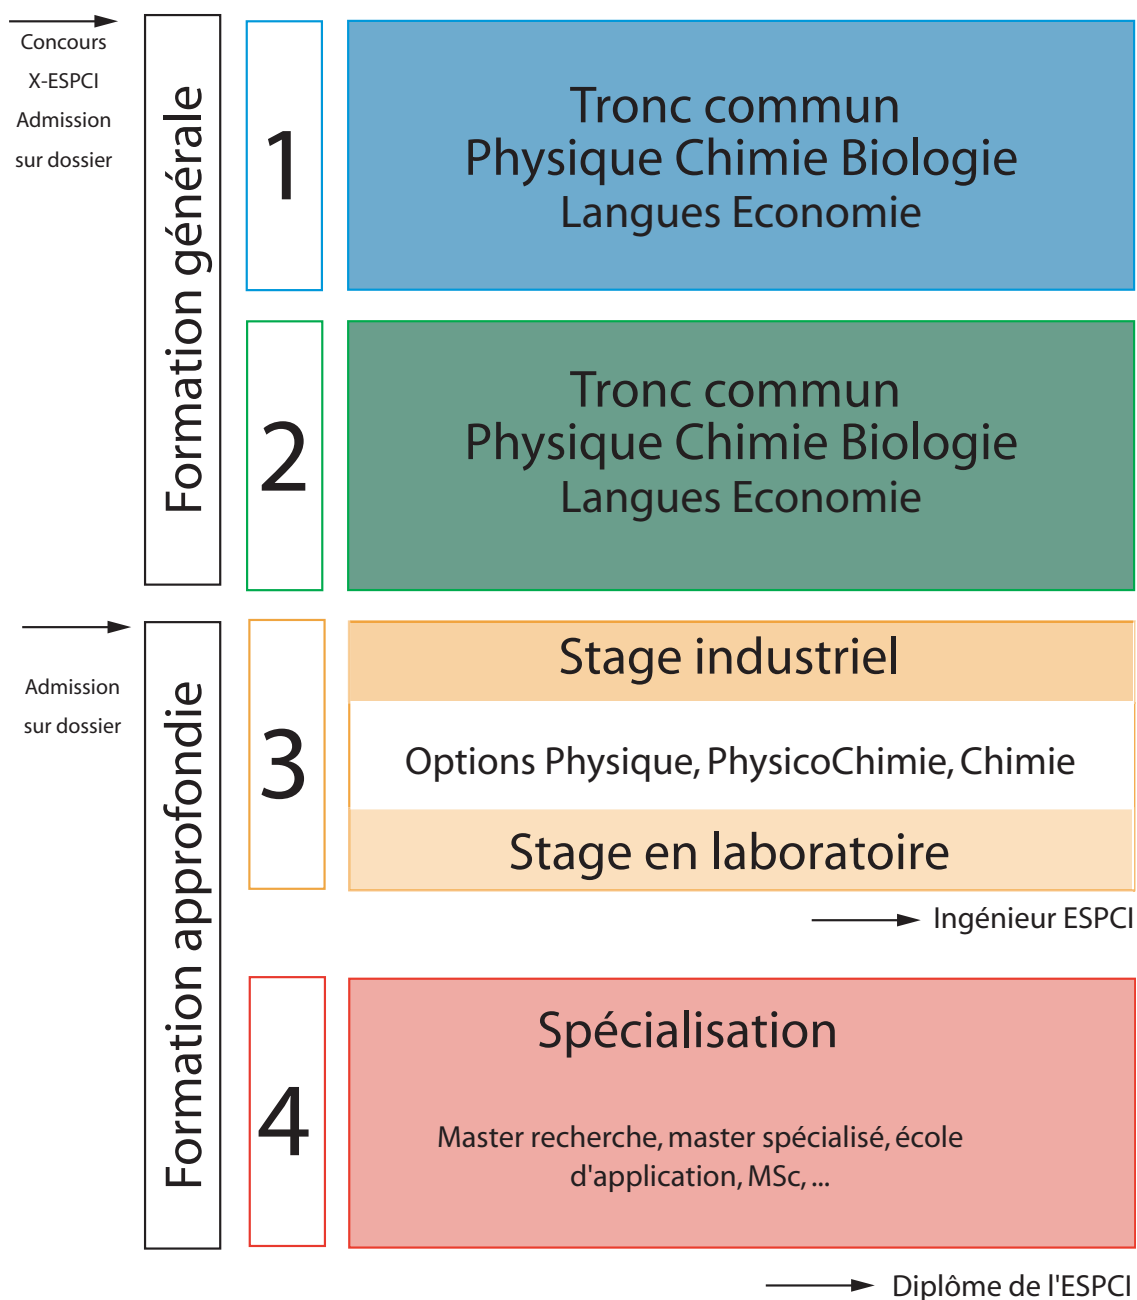 Concours
X-ESPCI
Admission
sur dossier
Formation générale
1
Tronc commun
Physique Chimie Biologie
Langues Economie
2
Tronc commun
Physique Chimie Biologie
Langues Economie
Admission
sur dossier
Formation approfondie
3
Stage industriel
Options Physique, PhysicoChimie, Chimie
Stage en laboratoire
Ingénieur ESPCI
4
Spécialisation
Master recherche, master spécialisé, école
d'application, MSc, ...
Diplôme de l'ESPCI